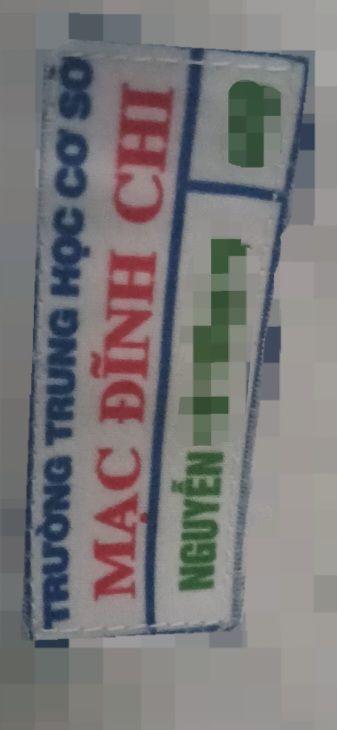 TRƯỜNG TRUNG HỌC CƠ SỞ
MẠC ĐĨNH CHI
NGUYỄN